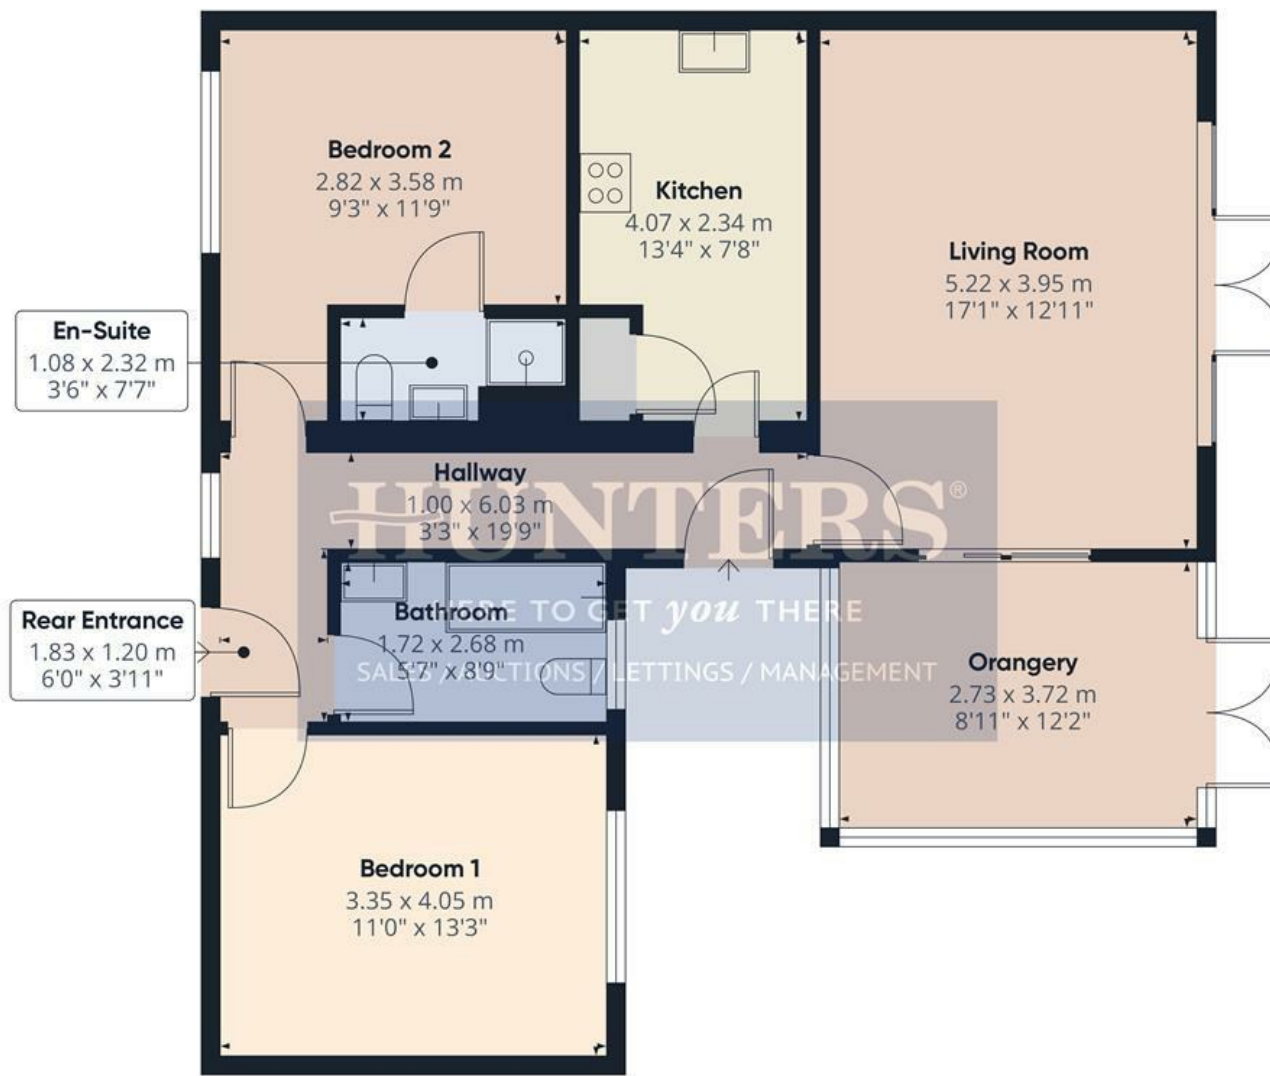 Bedroom 2
2.82 x 3.58 m
9'3" x 11'9"
Kitchen
4.07 x 2.34 m
13'4" x 7'8"
Living Room
5.22 x 3.95 m
17'1" x 12'11"
En-Suite
1.08 x 2.32 m
3'6" x 7'7"
Hallway
1.00 x 6.03 m
3'3" x 19'9"
HUNTERS®
HERE TO GET you THERE
SALES / AUCTIONS / LETTINGS / MANAGEMENT
Rear Entrance
1.83 x 1.20 m
6'0" x 3'11"
Bathroom
1.72 x 2.68 m
5'7" x 8'9"
Orangery
2.73 x 3.72 m
8'11" x 12'2"
Bedroom 1
3.35 x 4.05 m
11'0" x 13'3"